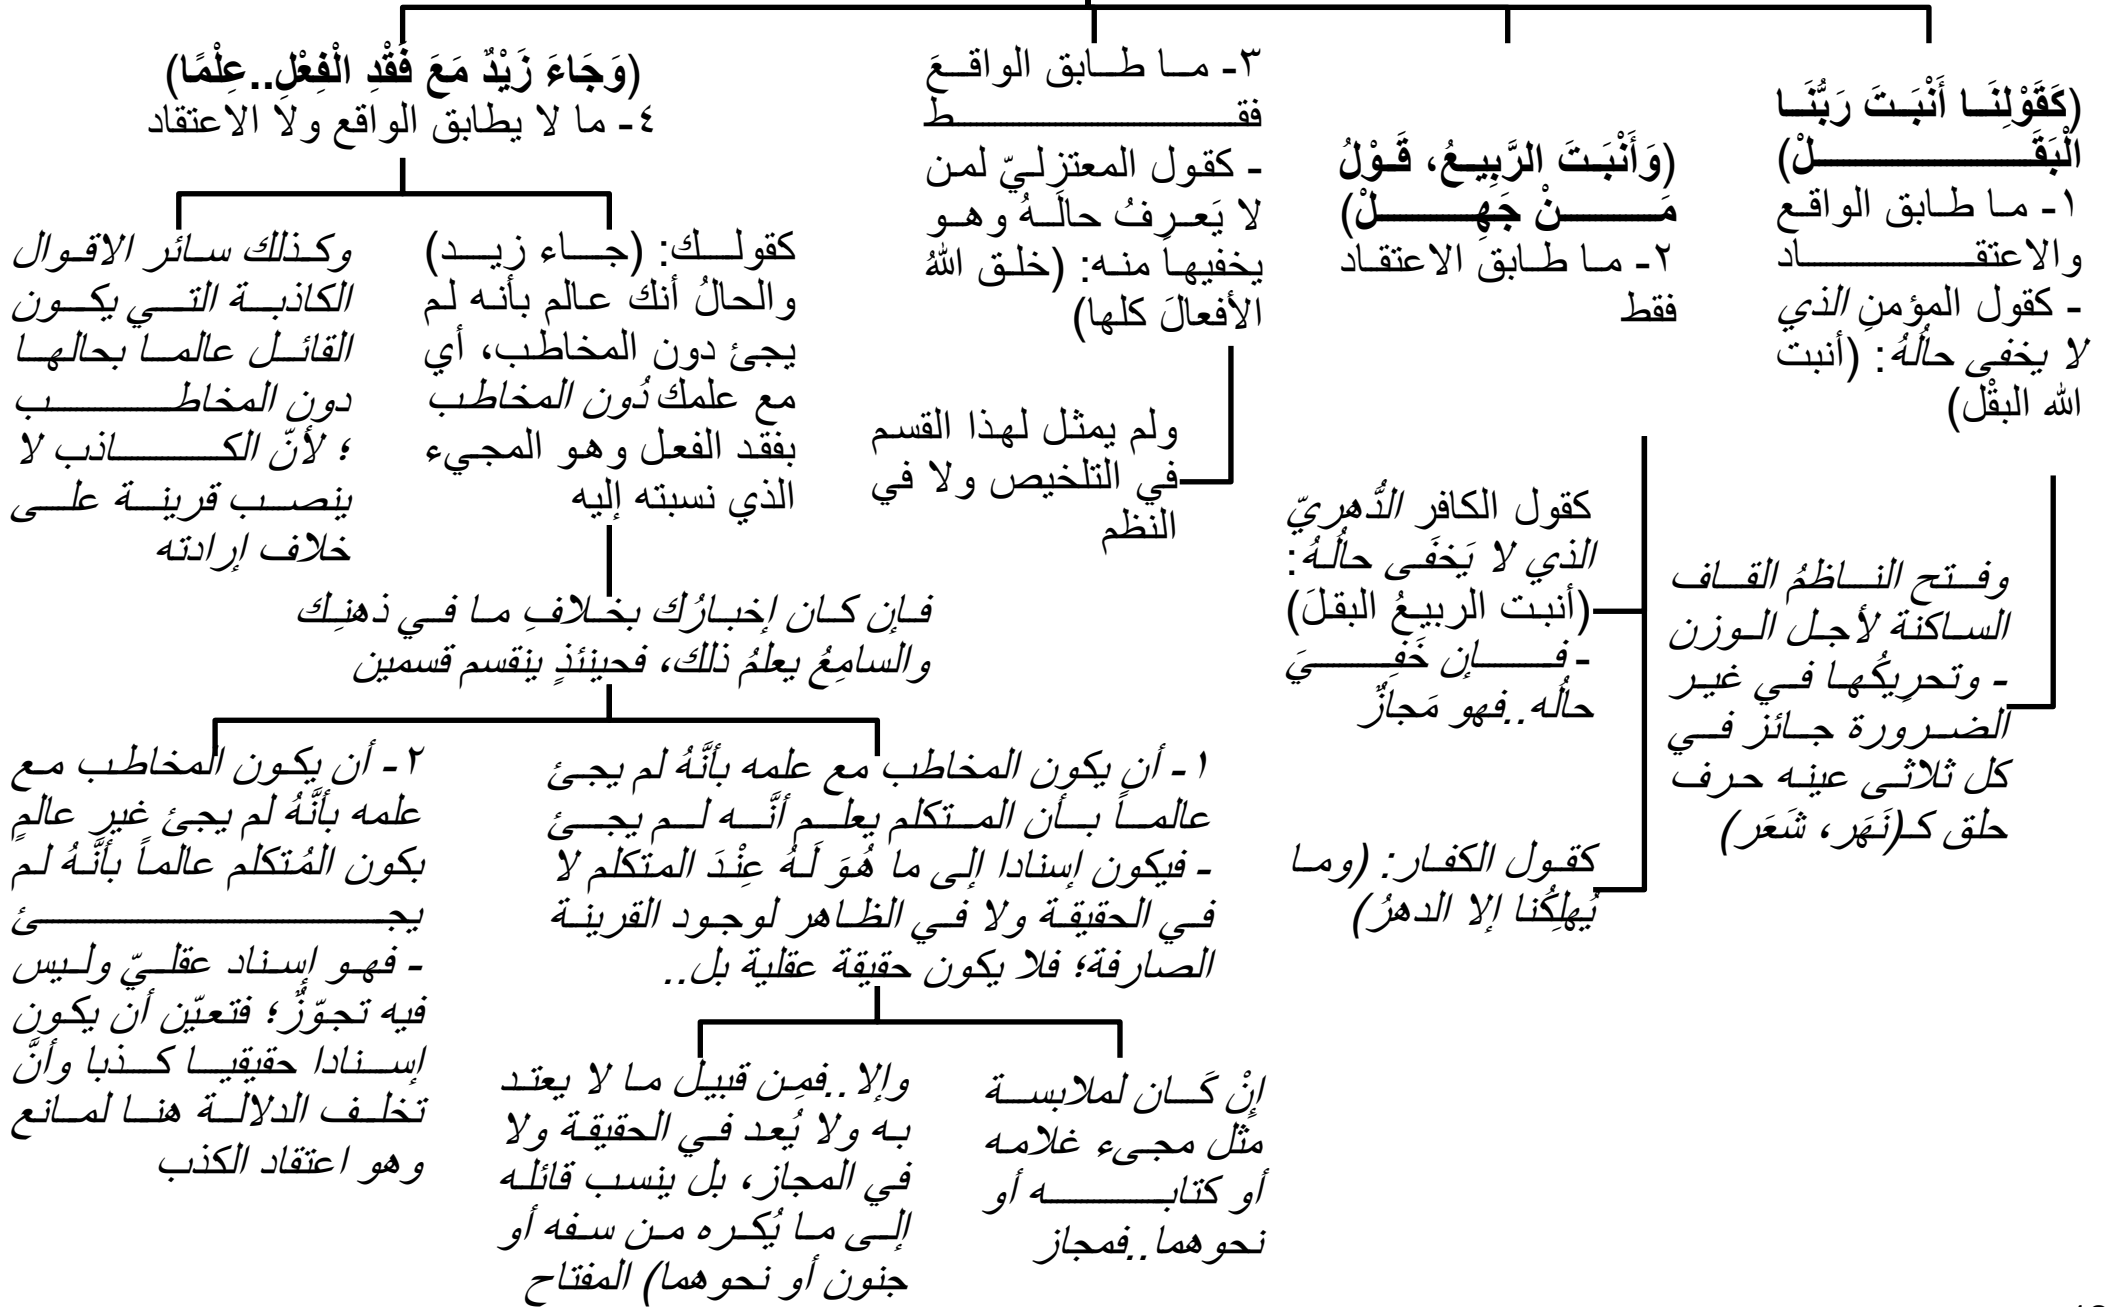 (كَقَوْلِنَا أَنْبَتَ رَبُّنَا
الْبَقَلْ)
١- ما طابق الواقع
والاعتقاد
- كقول المؤمنِ الذي
لا يخفى حالُهُ: (أنبت
الله البقْل)
وفتح الناظمُ القاف
الساكنة لأجل الوزن
- وتحريكُها في غير
الضرورة جائز في
كل ثلاثى عينه حرف
حلق كـ(نَهَر، شَعَر)
(وَأَنْبَتَ الرَّبِيعُ، قَوْلُ
مَنْ جَهِلْ)
٢- ما طابق الاعتقاد
فقط
كقول الكافر الدُّهريّ
الذي لا يَخفَى حالُهُ:
(أنبت الربيعُ البقلَ)
- فإن خَفِيَ
حالُه..فهو مَجازٌ
كقول الكفار: (وما
يُهلِكُنا إلا الدهرُ)
٣- ما طابق الواقعَ
فقط
- كقول المعتزليّ لمن
لا يَعرفُ حالَهُ وهو
يخفيها منه: (خلق اللهُ
الأفعالَ كلها)
ولم يمثل لهذا القسم
في التلخيص ولا في
النظم
(وَجَاءَ زَيْدٌ مَعَ فَقْدِ الْفِعْلِ..عِلْمًا)
٤- ما لا يطابق الواقع ولا الاعتقاد
كقولك: (جاء زيد)
والحالُ أنك عالم بأنه لم
يجئ دون المخاطب، أي
مع علمك دُون المخاطب
بفقد الفعل وهو المجيء
الذي نسبته إليه
وكذلك سائر الاقوال
الكاذبة التي يكون
القائل عالما بحالها
دون المخاطب
؛ لأنّ الكاذب لا
ينصب قرينة على
خلاف إرادته
فإن كان إخبارُك بخلافِ ما في ذهنِك
والسامِعُ يعلمُ ذلك، فحينئذٍ ينقسم قسمين
١- أن يكون المخاطب مع علمه بأنَّهُ لم يجئ
عالماً بأن المتكلم يعلم أنَّه لم يجئ
- فيكون إسنادا إلى ما هُوَ لَهُ عِنْدَ المتكلم لا
في الحقيقة ولا في الظاهر لوجود القرينة
الصارفة؛ فلا يكون حقيقة عقلية بل..
إنْ كَان لملابسة
مثل مجىء غلامه
أو كتابه أو
نحوهما..فمجاز
وإلا..فمِن قبيل ما لا يعتد
به ولا يُعد في الحقيقة ولا
في المجاز، بل ينسب قائله
إلى ما يُكره من سفه أو
جنون أو نحوهما) المفتاح
٢- أن يكون المخاطب مع
علمه بأنَّهُ لم يجئ غير عالمٍ
بكون المُتكلم عالماً بأنَّهُ لم
يجئ
- فهو إسناد عقليّ وليس
فيه تجوّزٌ؛ فتعيّن أن يكون
إسنادا حقيقيا كذبا وأنَّ
تخلف الدلالة هنا لمانع
وهو اعتقاد الكذب